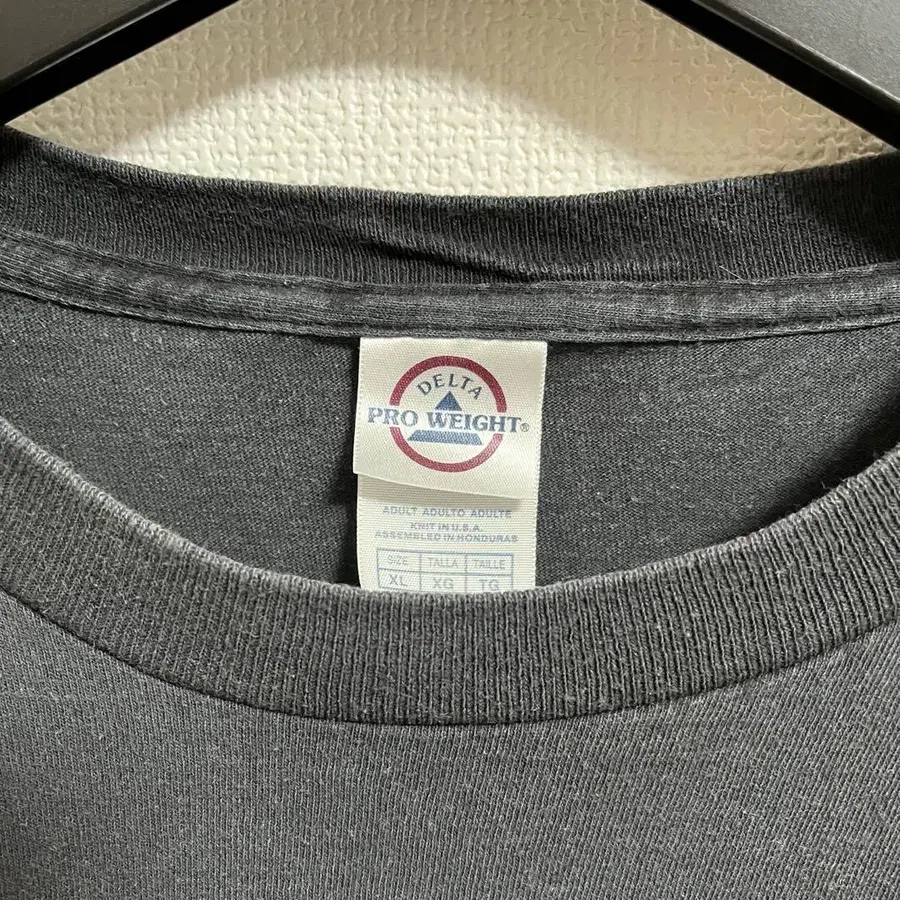 DELTA
PRO WEIGHT®
ADULT ADULTO ADULTE
KNIT IN U.S.A.
ASSEMBLED IN HONDURAS
SIZE TALLA TAILLE
XL XG TG